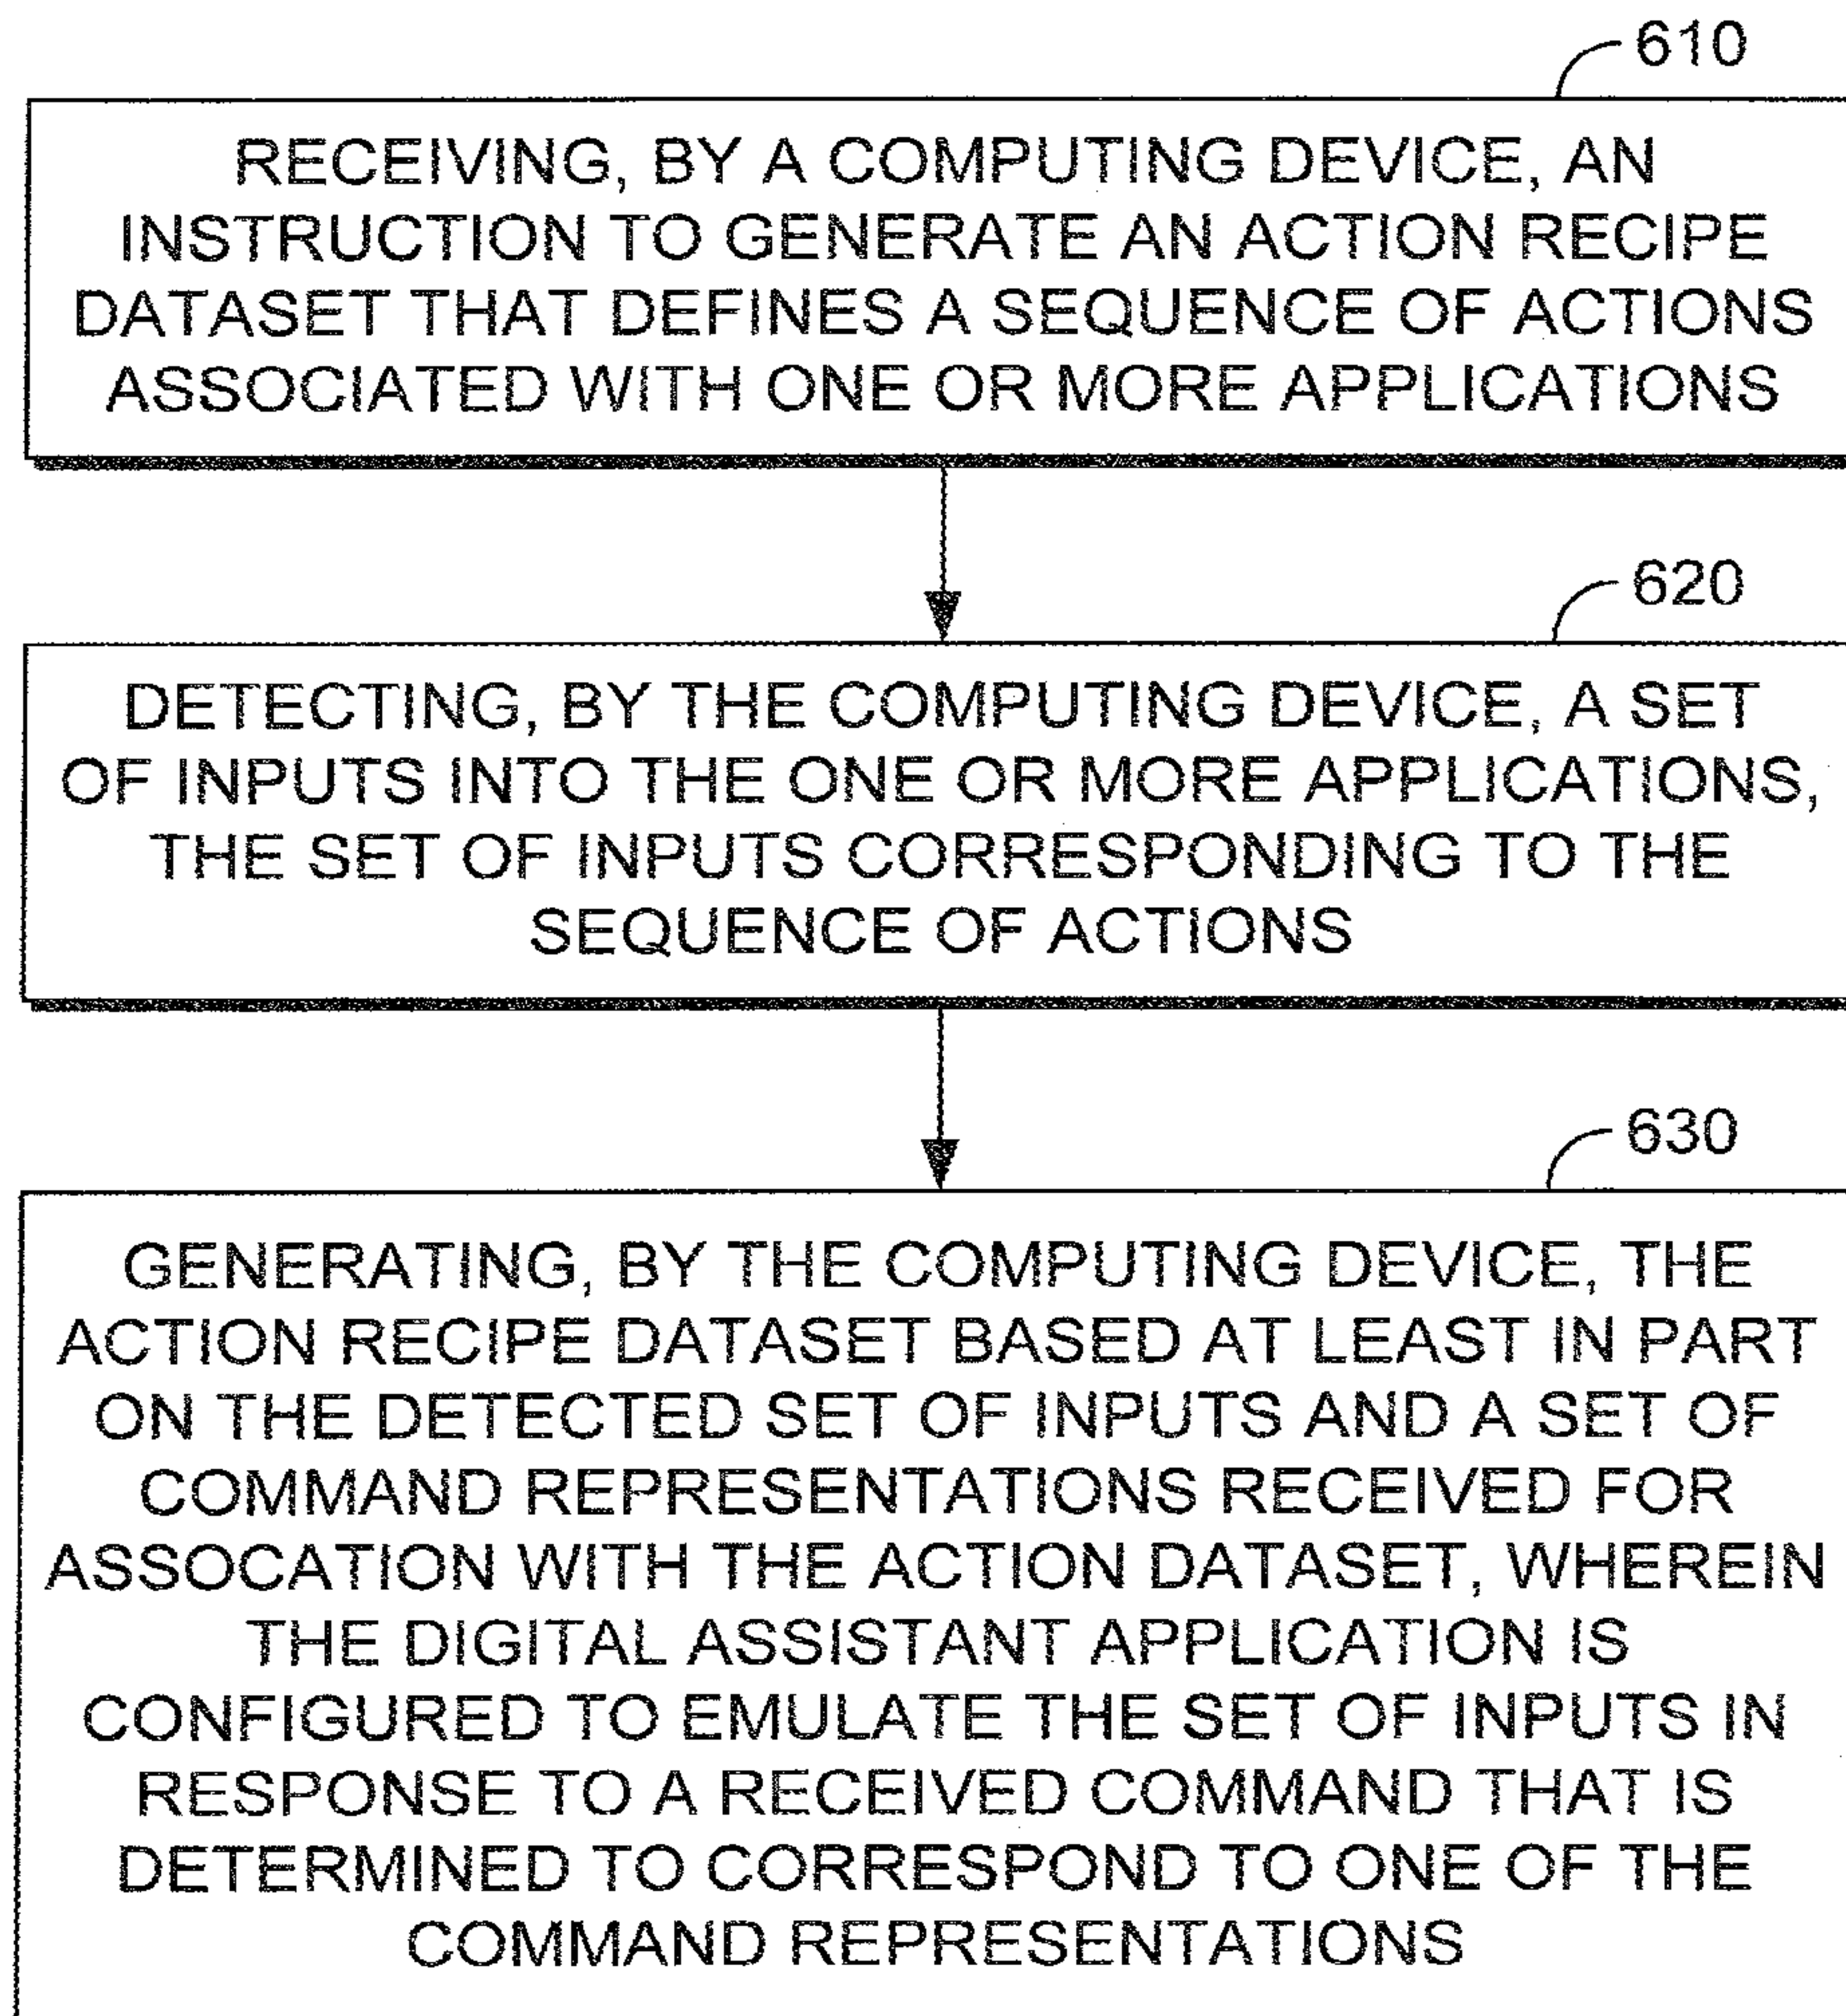 610
RECEIVING, BY A COMPUTING DEVICE, AN
INSTRUCTION TO GENERATE AN ACTION RECIPE
DATASET THAT DEFINES A SEQUENCE OF ACTIONS
ASSOCIATED WITH ONE OR MORE APPLICATIONS
620
DETECTING, BY THE COMPUTING DEVICE, A SET
OF INPUTS INTO THE ONE OR MORE APPLICATIONS,
THE SET OF INPUTS CORRESPONDING TO THE
SEQUENCE OF ACTIONS
630
GENERATING, BY THE COMPUTING DEVICE, THE
ACTION RECIPE DATASET BASED AT LEAST IN PART
ON THE DETECTED SET OF INPUTS AND A SET OF
COMMAND REPRESENTATIONS RECEIVED FOR
ASSOCATION WITH THE ACTION DATASET, WHEREIN
THE DIGITAL ASSISTANT APPLICATION IS
CONFIGURED TO EMULATE THE SET OF INPUTS IN
RESPONSE TO A RECEIVED COMMAND THAT IS
DETERMINED TO CORRESPOND TO ONE OF THE
COMMAND REPRESENTATIONS